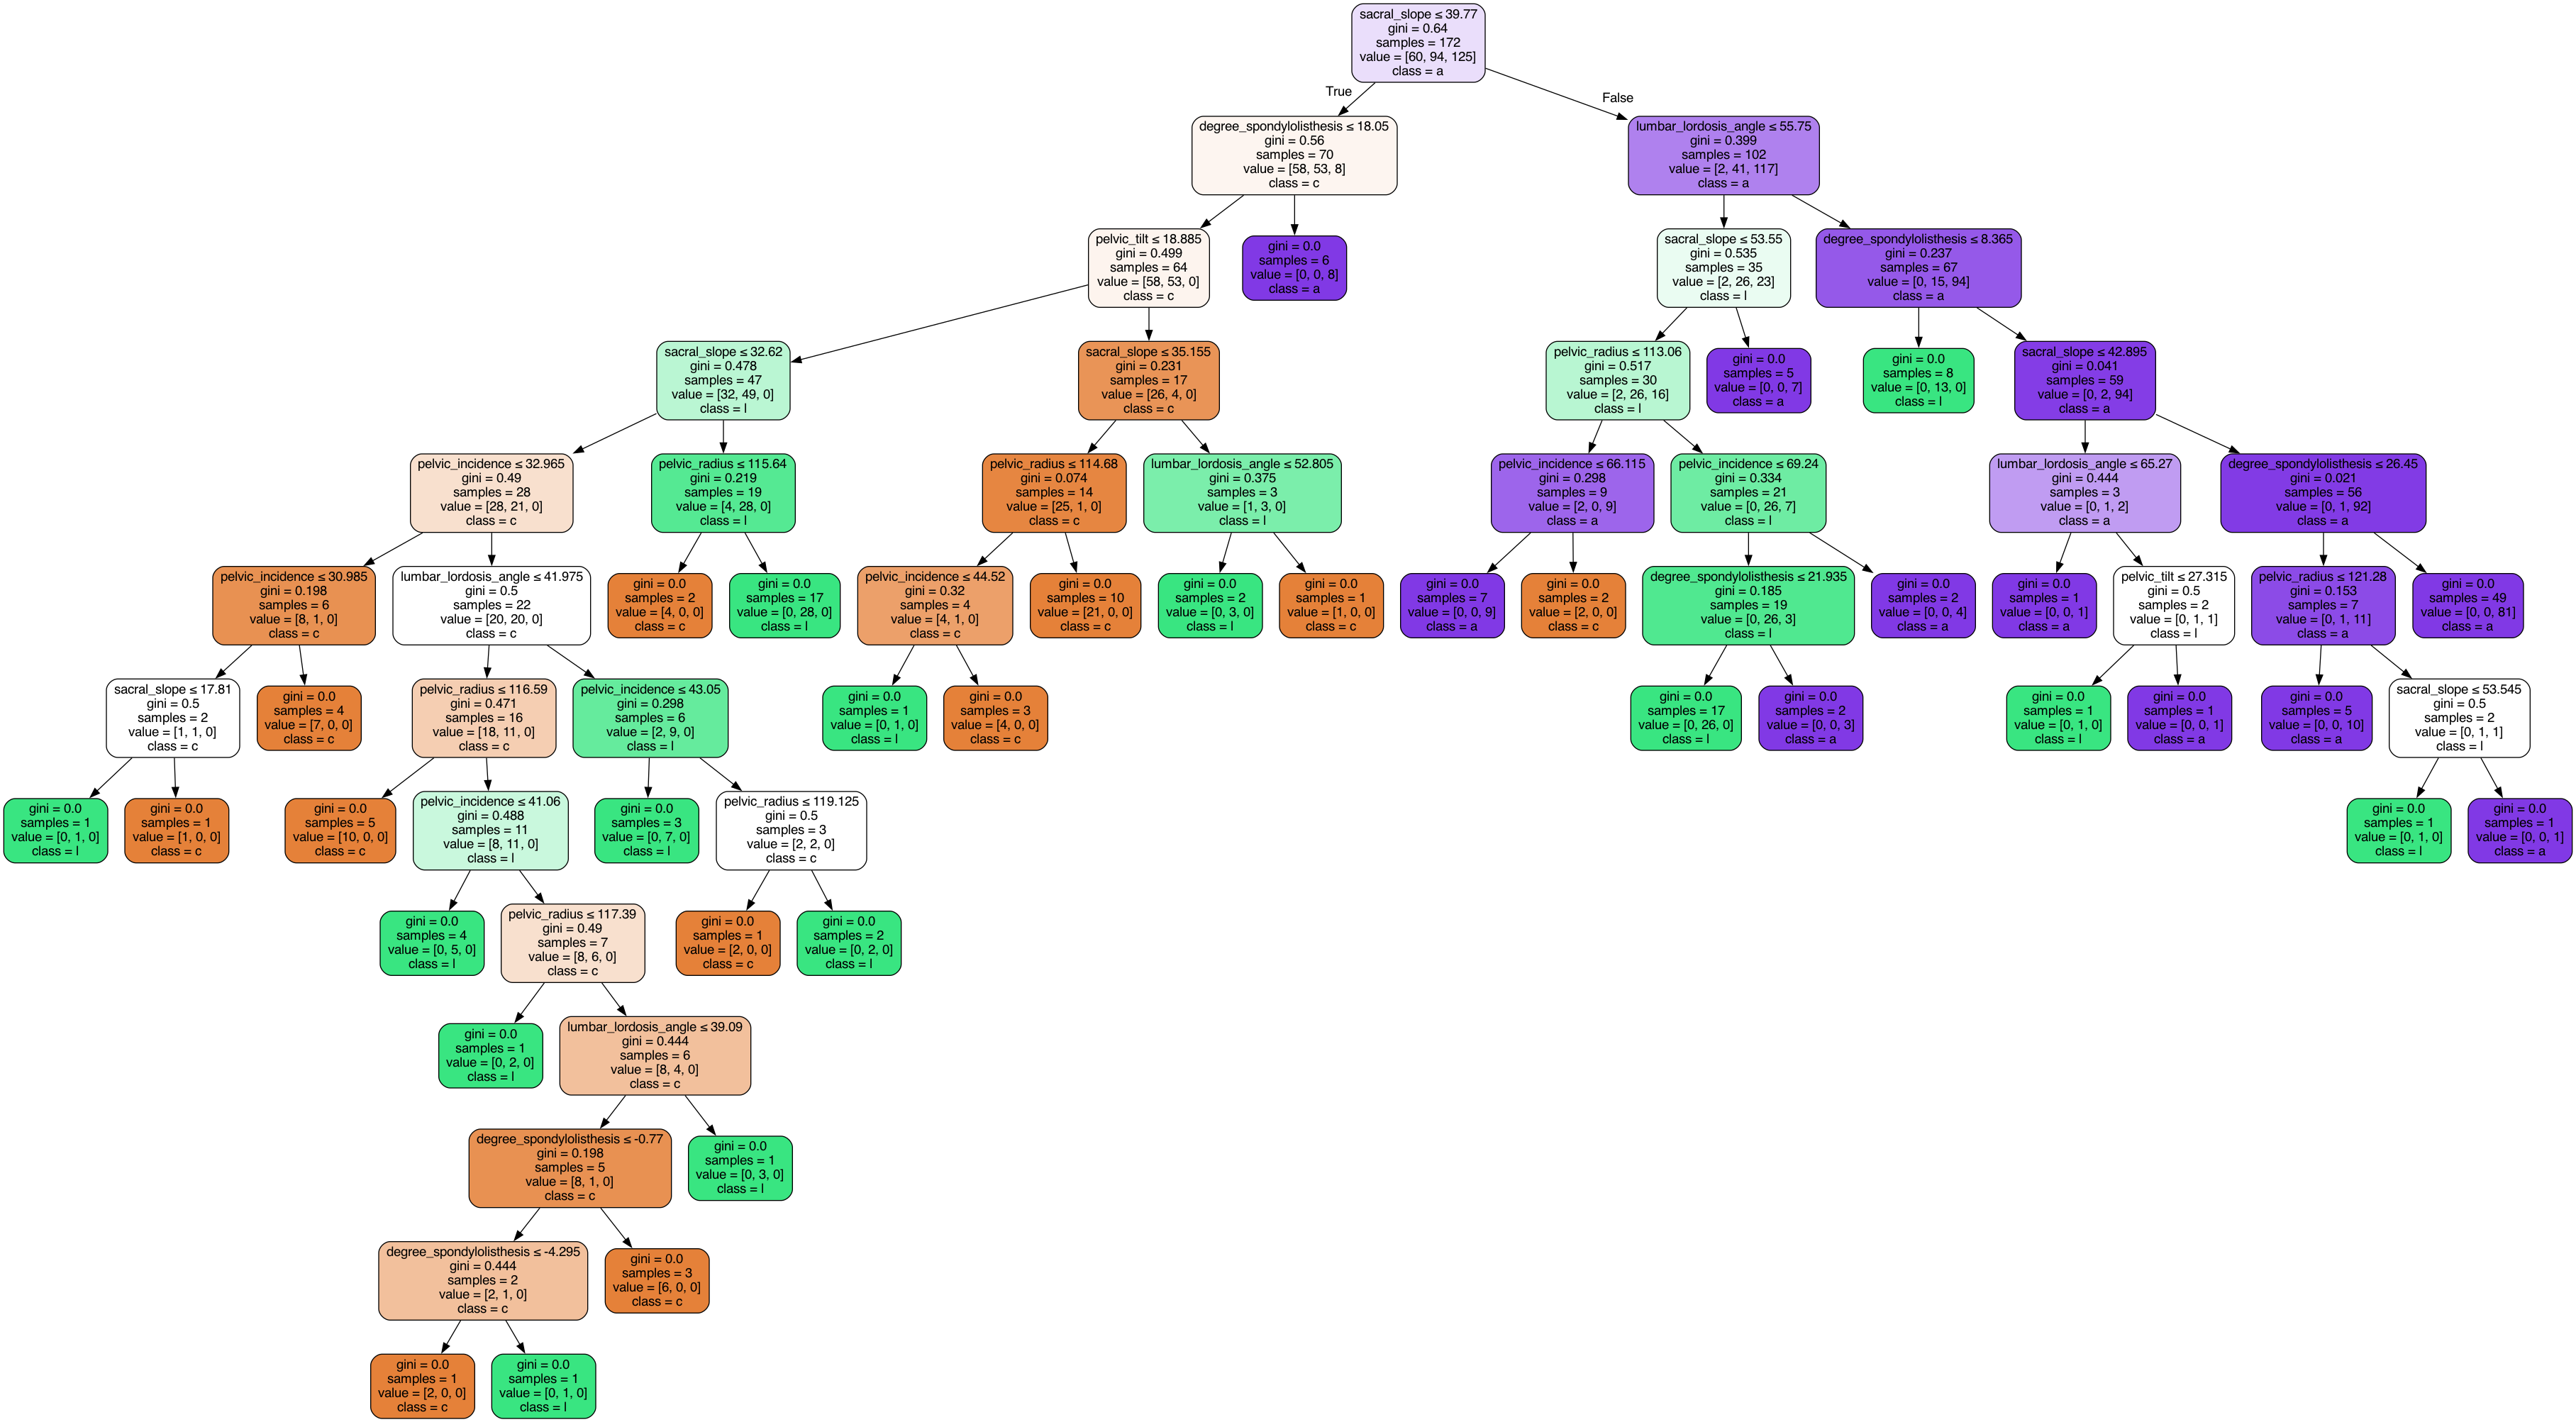 sacral_slope ≤ 39.77
gini = 0.64
samples = 172
value = [60, 94, 125]
class = a
True
False
degree_spondylolisthesis ≤ 18.05
gini = 0.56
samples = 70
value = [58, 53, 8]
class = c
lumbar_lordosis_angle ≤ 55.75
gini = 0.399
samples = 102
value = [2, 41, 117]
class = a
pelvic_tilt ≤ 18.885
gini = 0.499
samples = 64
value = [58, 53, 0]
class = c
gini = 0.0
samples = 6
value = [0, 0, 8]
class = a
sacral_slope ≤ 53.55
gini = 0.535
samples = 35
value = [2, 26, 23]
class = l
degree_spondylolisthesis ≤ 8.365
gini = 0.237
samples = 67
value = [0, 15, 94]
class = a
sacral_slope ≤ 32.62
gini = 0.478
samples = 47
value = [32, 49, 0]
class = l
sacral_slope ≤ 35.155
gini = 0.231
samples = 17
value = [26, 4, 0]
class = c
pelvic_radius ≤ 113.06
gini = 0.517
samples = 30
value = [2, 26, 16]
class = l
gini = 0.0
samples = 5
value = [0, 0, 7]
class = a
gini = 0.0
samples = 8
value = [0, 13, 0]
class = l
sacral_slope ≤ 42.895
gini = 0.041
samples = 59
value = [0, 2, 94]
class = a
pelvic_incidence ≤ 32.965
gini = 0.49
samples = 28
value = [28, 21, 0]
class = c
pelvic_radius ≤ 115.64
gini = 0.219
samples = 19
value = [4, 28, 0]
class = l
pelvic_radius ≤ 114.68
gini = 0.074
samples = 14
value = [25, 1, 0]
class = c
lumbar_lordosis_angle ≤ 52.805
gini = 0.375
samples = 3
value = [1, 3, 0]
class = l
pelvic_incidence ≤ 66.115
gini = 0.298
samples = 9
value = [2, 0, 9]
class = a
pelvic_incidence ≤ 69.24
gini = 0.334
samples = 21
value = [0, 26, 7]
class = l
lumbar_lordosis_angle ≤ 65.27
gini = 0.444
samples = 3
value = [0, 1, 2]
class = a
degree_spondylolisthesis ≤ 26.45
gini = 0.021
samples = 56
value = [0, 1, 92]
class = a
pelvic_incidence ≤ 30.985
gini = 0.198
samples = 6
value = [8, 1, 0]
class = c
lumbar_lordosis_angle ≤ 41.975
gini = 0.5
samples = 22
value = [20, 20, 0]
class = c
gini = 0.0
samples = 2
value = [4, 0, 0]
class = c
gini = 0.0
samples = 17
value = [0, 28, 0]
class = l
pelvic_incidence ≤ 44.52
gini = 0.32
samples = 4
value = [4, 1, 0]
class = c
gini = 0.0
samples = 10
value = [21, 0, 0]
class = c
gini = 0.0
samples = 2
value = [0, 3, 0]
class = l
gini = 0.0
samples = 1
value = [1, 0, 0]
class = c
gini = 0.0
samples = 7
value = [0, 0, 9]
class = a
gini = 0.0
samples = 2
value = [2, 0, 0]
class = c
degree_spondylolisthesis ≤ 21.935
gini = 0.185
samples = 19
value = [0, 26, 3]
class = l
gini = 0.0
samples = 2
value = [0, 0, 4]
class = a
gini = 0.0
samples = 1
value = [0, 0, 1]
class = a
pelvic_tilt ≤ 27.315
gini = 0.5
samples = 2
value = [0, 1, 1]
class = l
pelvic_radius ≤ 121.28
gini = 0.153
samples = 7
value = [0, 1, 11]
class = a
gini = 0.0
samples = 49
value = [0, 0, 81]
class = a
sacral_slope ≤ 17.81
gini = 0.5
samples = 2
value = [1, 1, 0]
class = c
gini = 0.0
samples = 4
value = [7, 0, 0]
class = c
pelvic_radius ≤ 116.59
gini = 0.471
samples = 16
value = [18, 11, 0]
class = c
pelvic_incidence ≤ 43.05
gini = 0.298
samples = 6
value = [2, 9, 0]
class = l
gini = 0.0
samples = 1
value = [0, 1, 0]
class = l
gini = 0.0
samples = 3
value = [4, 0, 0]
class = c
gini = 0.0
samples = 17
value = [0, 26, 0]
class = l
gini = 0.0
samples = 2
value = [0, 0, 3]
class = a
gini = 0.0
samples = 1
value = [0, 1, 0]
class = l
gini = 0.0
samples = 1
value = [0, 0, 1]
class = a
gini = 0.0
samples = 5
value = [0, 0, 10]
class = a
sacral_slope ≤ 53.545
gini = 0.5
samples = 2
value = [0, 1, 1]
class = l
gini = 0.0
samples = 1
value = [0, 1, 0]
class = l
gini = 0.0
samples = 1
value = [1, 0, 0]
class = c
gini = 0.0
samples = 5
value = [10, 0, 0]
class = c
pelvic_incidence ≤ 41.06
gini = 0.488
samples = 11
value = [8, 11, 0]
class = l
gini = 0.0
samples = 3
value = [0, 7, 0]
class = l
pelvic_radius ≤ 119.125
gini = 0.5
samples = 3
value = [2, 2, 0]
class = c
gini = 0.0
samples = 1
value = [0, 1, 0]
class = l
gini = 0.0
samples = 1
value = [0, 0, 1]
class = a
gini = 0.0
samples = 4
value = [0, 5, 0]
class = l
pelvic_radius ≤ 117.39
gini = 0.49
samples = 7
value = [8, 6, 0]
class = c
gini = 0.0
samples = 1
value = [2, 0, 0]
class = c
gini = 0.0
samples = 2
value = [0, 2, 0]
class = l
gini = 0.0
samples = 1
value = [0, 2, 0]
class = l
lumbar_lordosis_angle ≤ 39.09
gini = 0.444
samples = 6
value = [8, 4, 0]
class = c
degree_spondylolisthesis ≤ -0.77
gini = 0.198
samples = 5
value = [8, 1, 0]
class = c
gini = 0.0
samples = 1
value = [0, 3, 0]
class = l
degree_spondylolisthesis ≤ -4.295
gini = 0.444
samples = 2
value = [2, 1, 0]
class = c
gini = 0.0
samples = 3
value = [6, 0, 0]
class = c
gini = 0.0
samples = 1
value = [2, 0, 0]
class = c
gini = 0.0
samples = 1
value = [0, 1, 0]
class = l